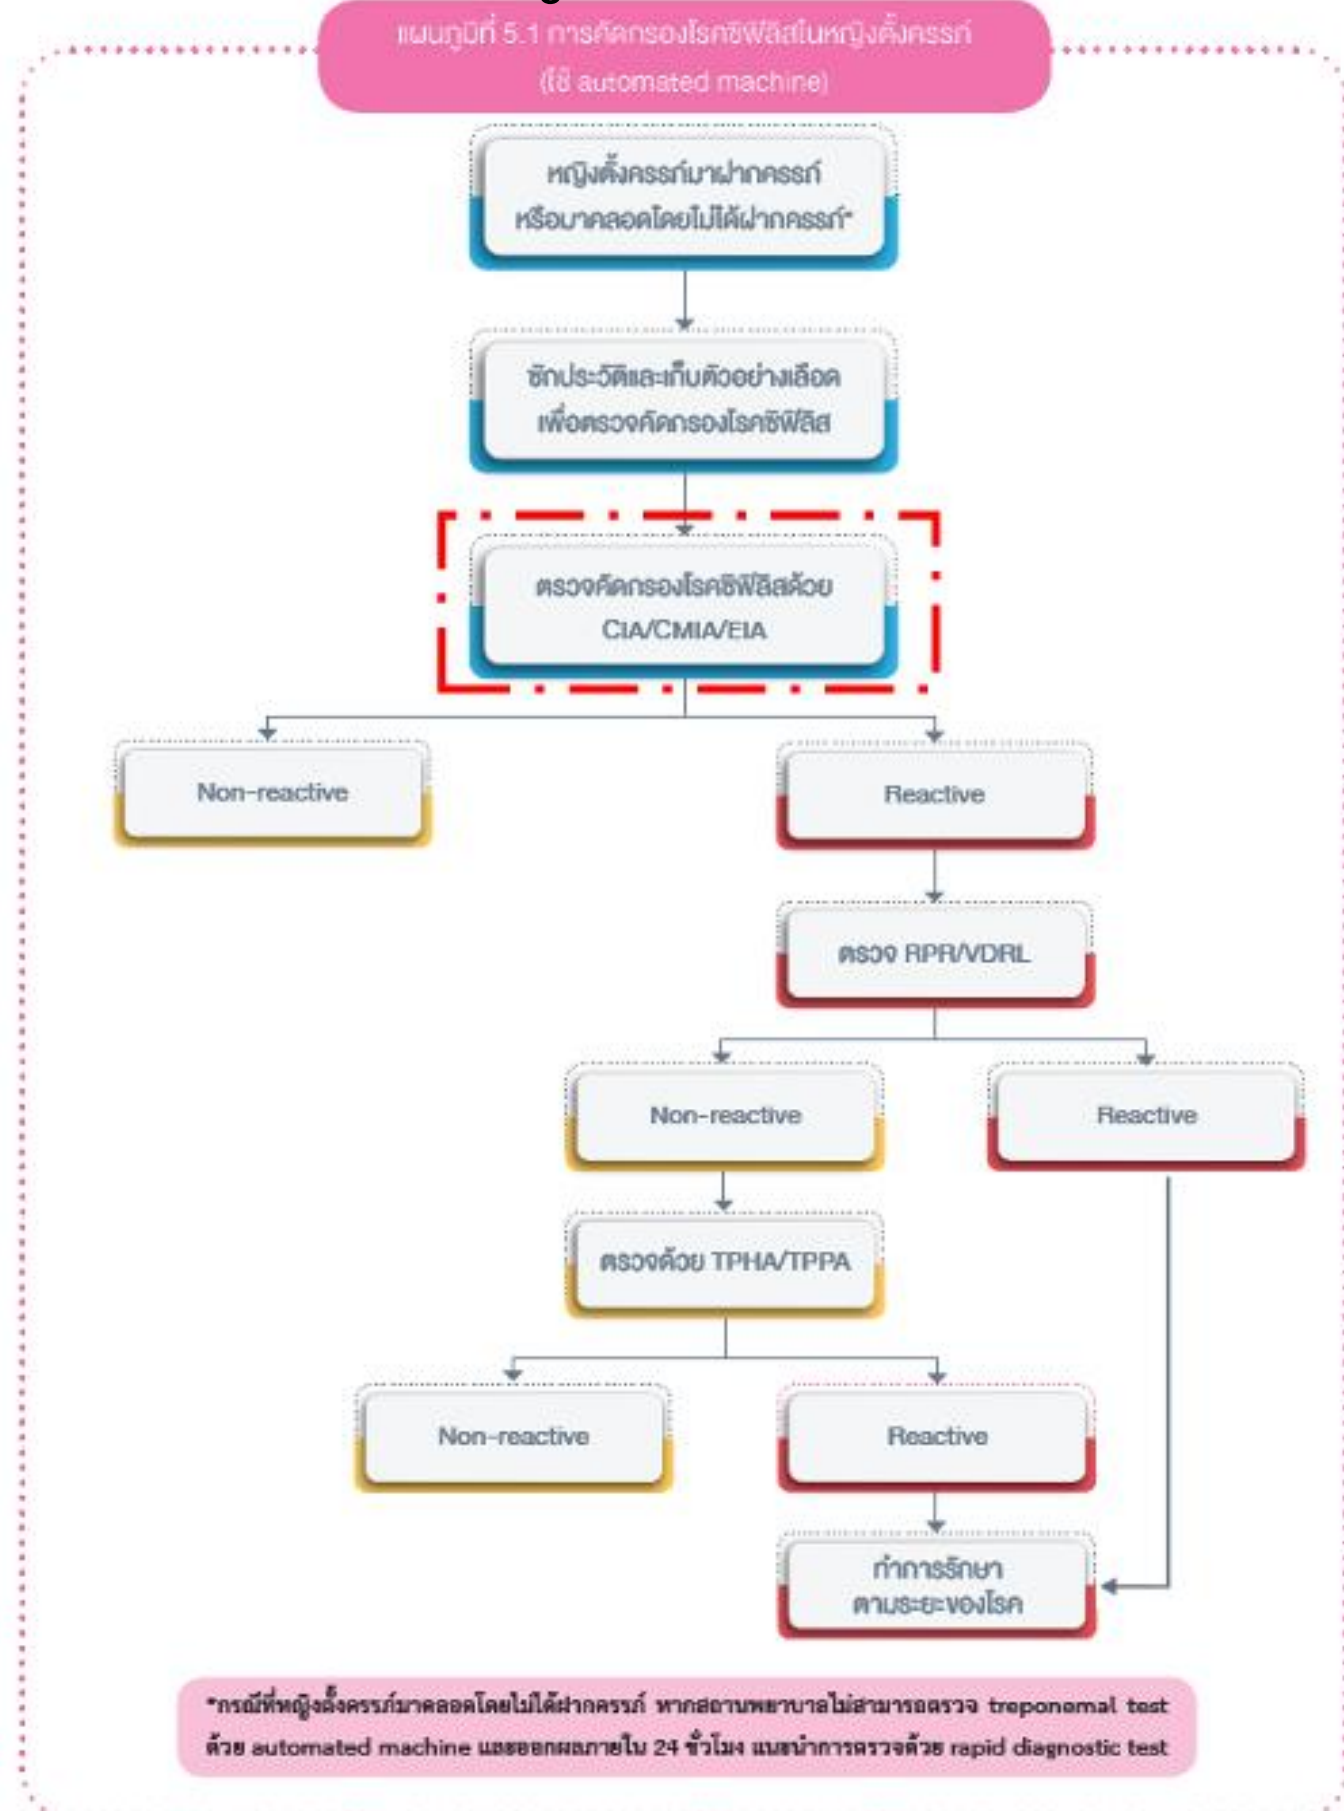 แผนภูมิที่ 5.1 การคัดกรองโรคซิฟิลิสในหญิงตั้งครรภ์
(ใช้ automated machine)
หญิงตั้งครรภ์มาฝากครรภ์
หรือมาคลอดโดยไม่ได้ฝากครรภ์*
ซักประวัติและเก็บตัวอย่างเลือด
เพื่อตรวจคัดกรองโรคซิฟิลิส
ตรวจคัดกรองโรคซิฟิลิสด้วย
CIA/CMIA/EIA
Non-reactive
Reactive
ตรวจ RPR/VDRL
Non-reactive
Reactive
ตรวจด้วย TPHA/TPPA
Non-reactive
Reactive
ทำการรักษา
ตามระยะของโรค
*กรณีที่หญิงตั้งครรภ์มาคลอดโดยไม่ได้ฝากครรภ์ หากสถานพยาบาลไม่สามารถตรวจ treponemal test
ด้วย automated machine และออกผลภายใน 24 ชั่วโมง แนะนำการตรวจด้วย rapid diagnostic test